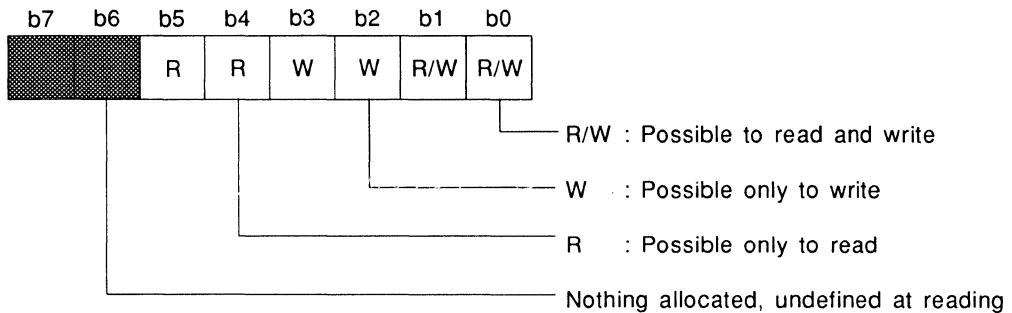 b7 b6 b5 b4 b3 b2 b1 b0
R R W W R/W R/W
R/W : Possible to read and write
W : Possible only to write
R : Possible only to read
Nothing allocated, undefined at reading